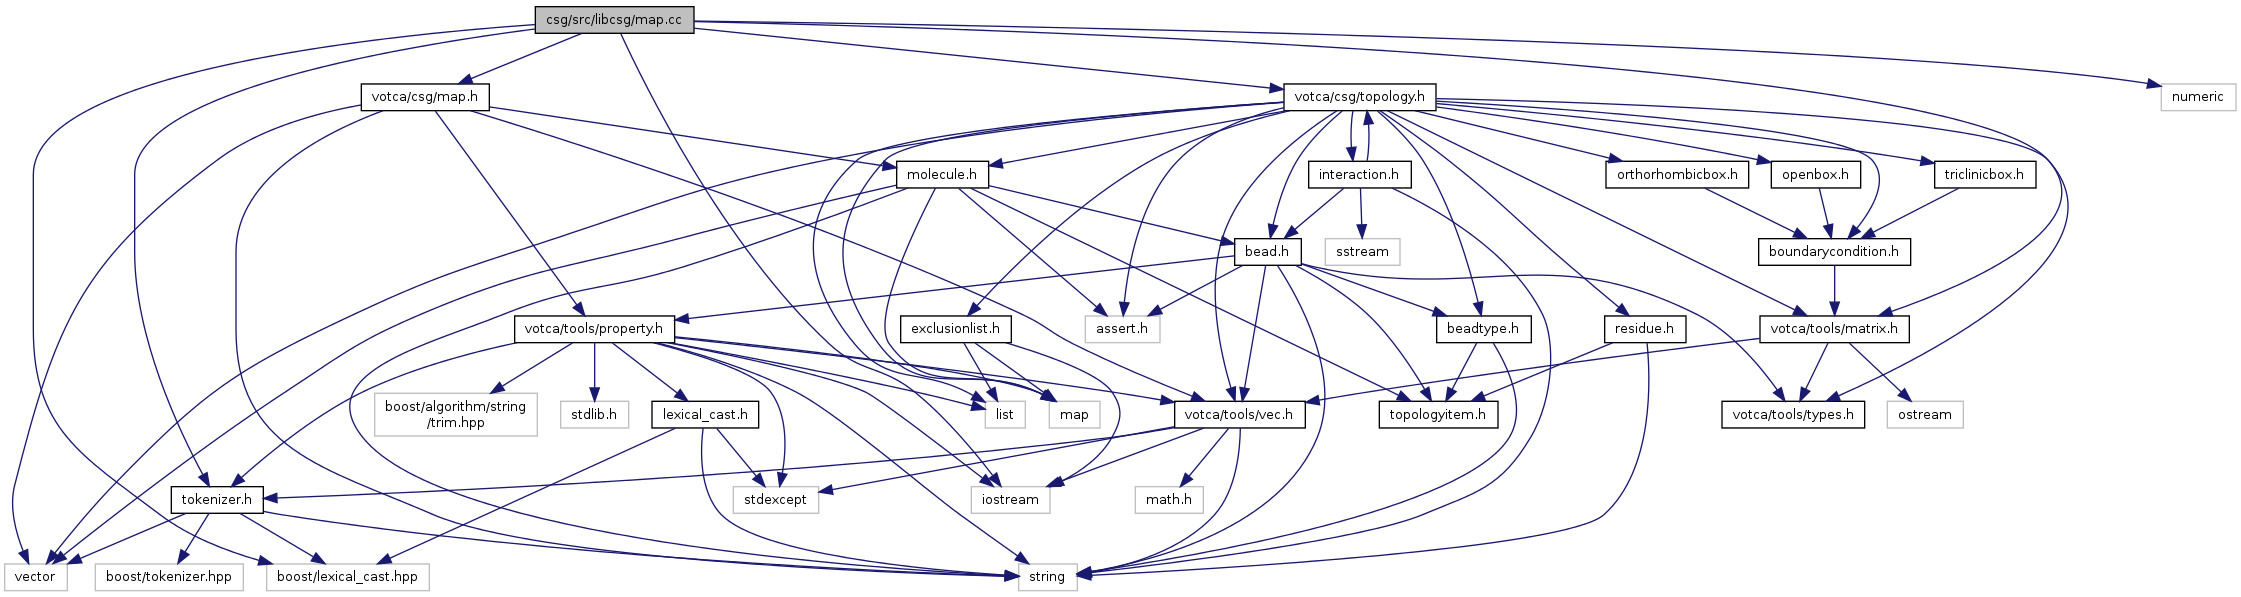 csg/src/libcsg/map.cc
votca/csg/map.h
votca/csg/topology.h
numeric
molecule.h
interaction.h
orthorhombicbox.h
openbox.h
triclinicbox.h
bead.h
sstream
boundarycondition.h
votca/tools/property.h
exclusionlist.h
assert.h
beadtype.h
residue.h
votca/tools/matrix.h
boost/algorithm/string
/trim.hpp
stdlib.h
lexical_cast.h
list
map
votca/tools/vec.h
topologyitem.h
votca/tools/types.h
ostream
tokenizer.h
stdexcept
iostream
math.h
vector
boost/tokenizer.hpp
boost/lexical_cast.hpp
string